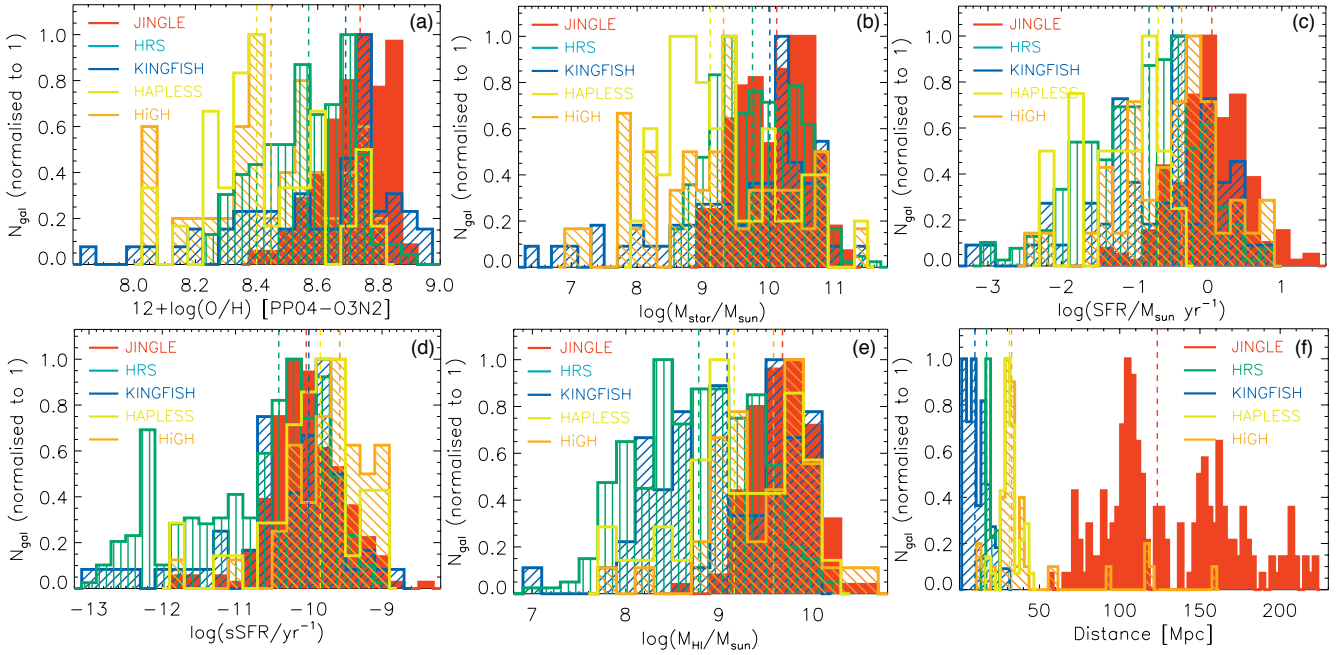 (a)
JINGLE
HRS
KINGFISH
HAPLESS
HiGH
N_gal (normalised to 1)
1.0
0.8
0.6
0.4
0.2
0.0
8.0 8.2 8.4 8.6 8.8 9.0
12+log(O/H) [PP04−O3N2]
(b)
JINGLE
HRS
KINGFISH
HAPLESS
HiGH
N_gal (normalised to 1)
1.0
0.8
0.6
0.4
0.2
0.0
7 8 9 10 11
log(M_star/M_sun)
(c)
JINGLE
HRS
KINGFISH
HAPLESS
HiGH
N_gal (nornalised to 1)
1.0
0.8
0.6
0.4
0.2
0.0
−3 −2 −1 0 1
log(SFR/M_sun yr⁻¹)
(d)
JINGLE
HRS
KINGFISH
HAPLESS
HiGH
N_gal (normalised to 1)
1.0
0.8
0.6
0.4
0.2
0.0
−13 −12 −11 −10 −9
log(sSFR/yr⁻¹)
(e)
JINGLE
HRS
KINGFISH
HAPLESS
HiGH
N_gal (normalised to 1)
1.0
0.8
0.6
0.4
0.2
0.0
7 8 9 10
log(M_HI/M_sun)
(f)
JINGLE
HRS
KINGFISH
HAPLESS
HiGH
N_gal (normalised to 1)
1.0
0.8
0.6
0.4
0.2
0.0
50 100 150 200
Distance [Mpc]